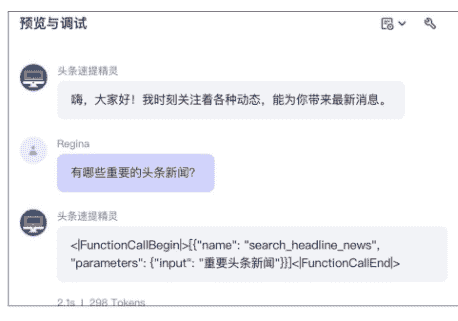 预览与调试
头条速提精灵
嗨，大家好！我时刻关注着各种动态，能为你带来最新消息。
Regina
有哪些重要的头条新闻？
头条速提精灵
<|FunctionCallBegin|>[{"name": "search_headline_news",
"parameters": {"input": "重要头条新闻"}}]<|FunctionCallEnd|>
2.1s | 298 Tokens